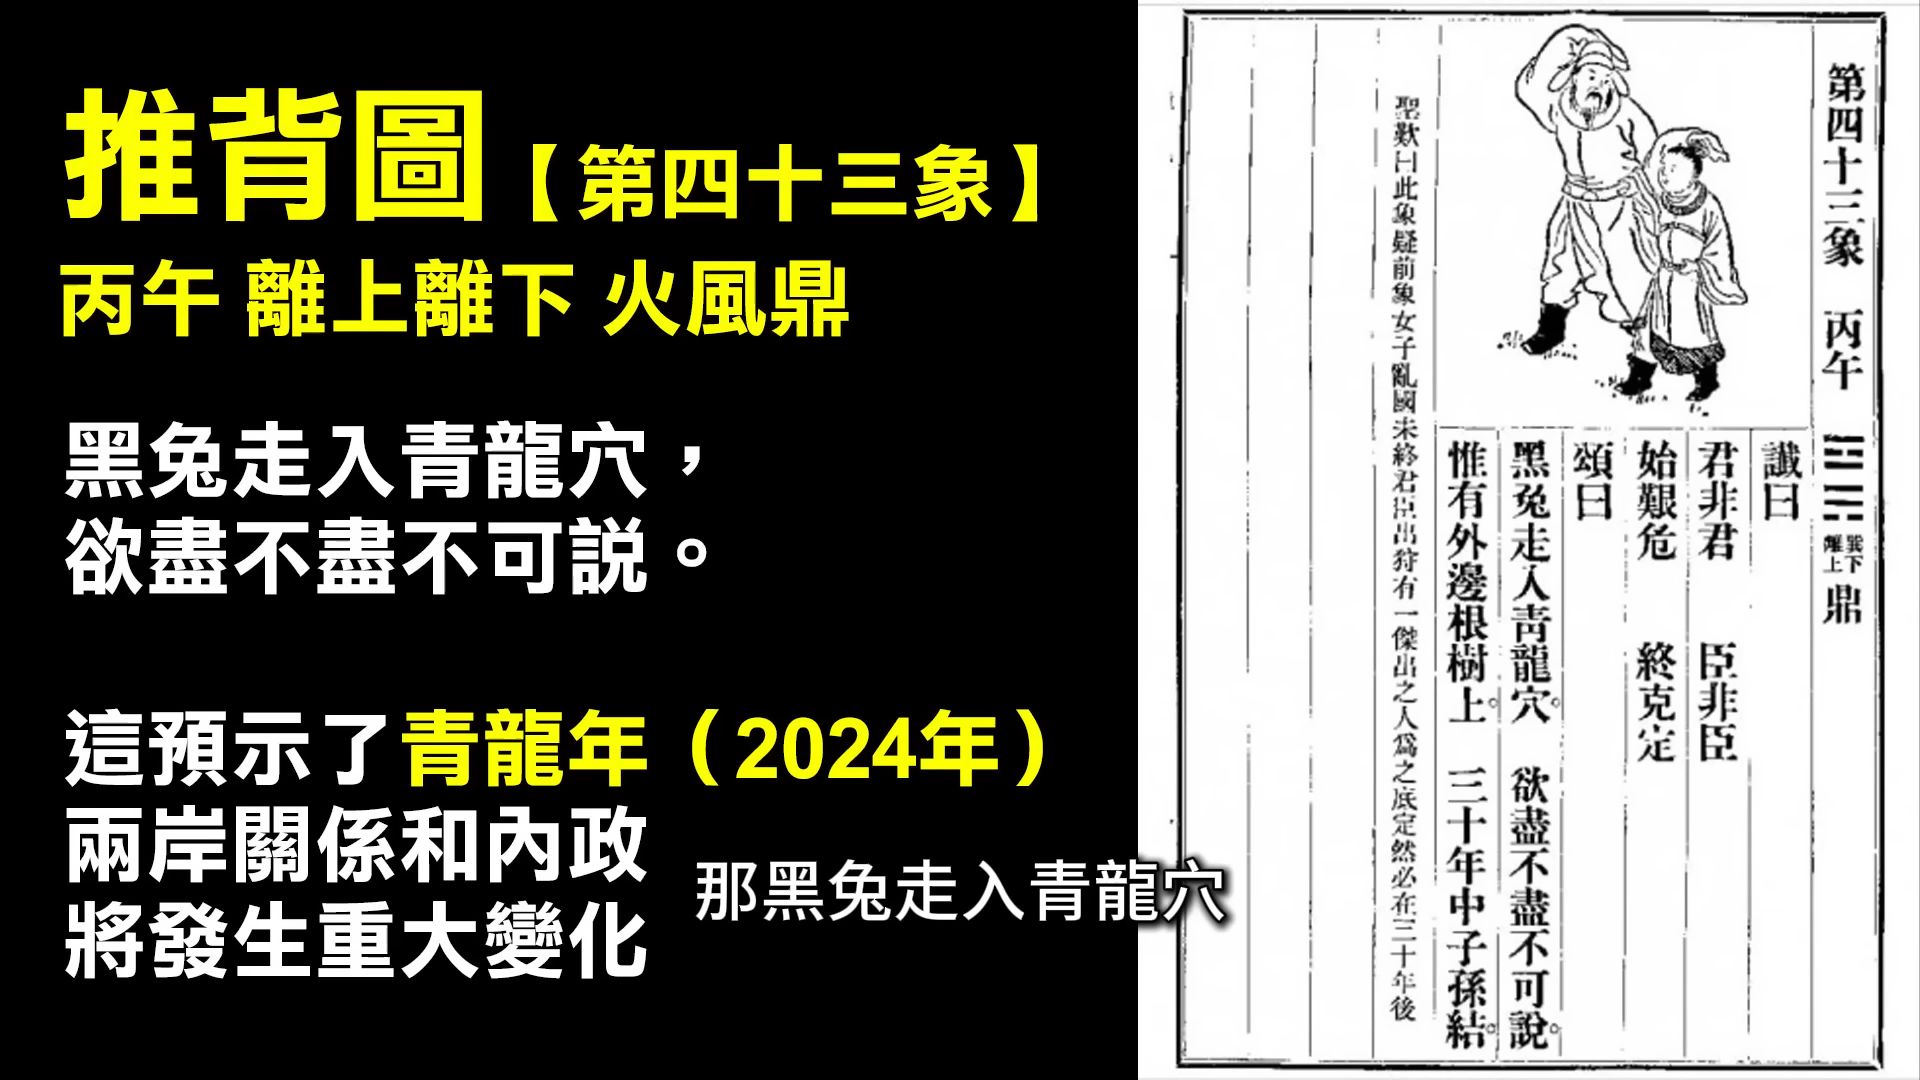 推背圖【第四十三象】
丙午 離上離下 火風鼎
黑兔走入青龍穴，
欲盡不盡不可説。
這預示了青龍年（2024年）
兩岸關係和內政
將發生重大變化
那黑兔走入青龍穴
第四十三象 丙午 巽下離上 鼎
讖曰
君非君 臣非臣
始艱危 終克定
頌曰
黑兔走入青龍穴。欲盡不盡不可說。
惟有外邊根樹上。三十年中子孫結。
聖歎曰此象疑前象女子亂國未終君臣出狩有一傑出之人為之底定然必在三十年後